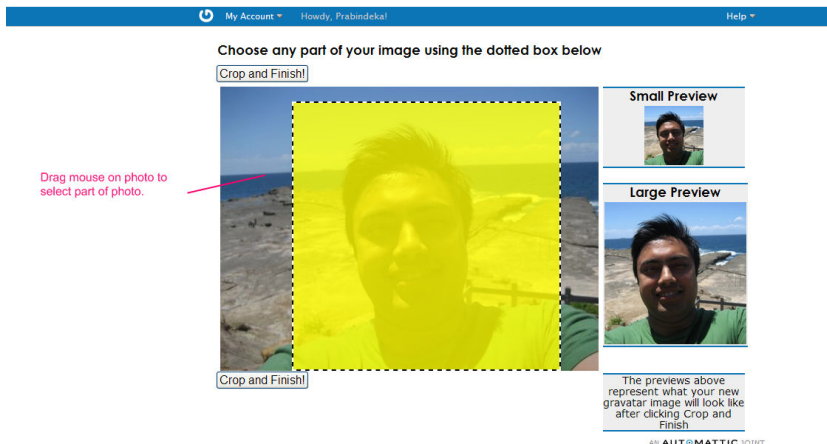 My Account Howdy, Prabindeka! Help
Choose any part of your image using the dotted box below
Crop and Finish!
Small Preview
Drag mouse on photo to
select part of photo.
Large Preview
Crop and Finish!
The previews above
represent what your new
gravatar image will look like
after clicking Crop and
Finish
AN AUTOMATTIC JOINT